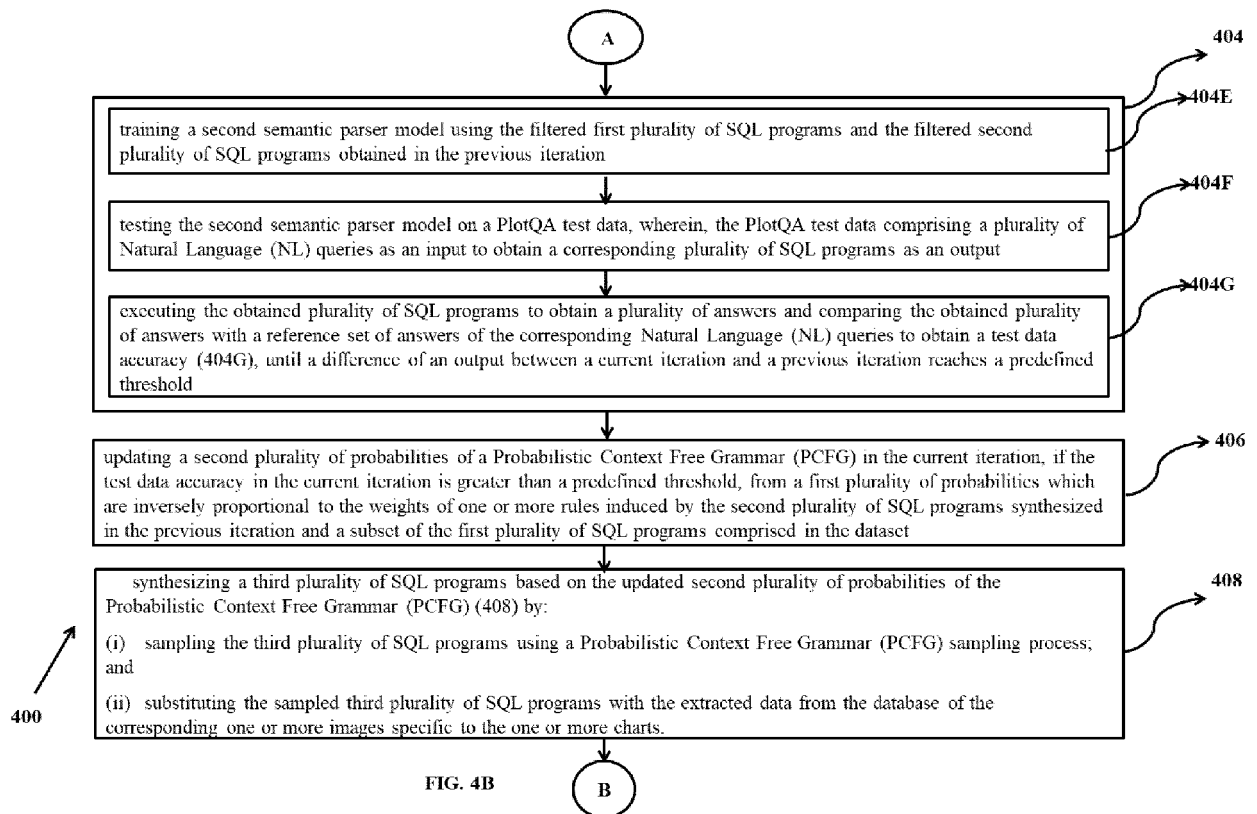 A
404
404E
training a second semantic parser model using the filtered first plurality of SQL programs and the filtered second
plurality of SQL programs obtained in the previous iteration
404F
testing the second semantic parser model on a PlotQA test data, wherein, the PlotQA test data comprising a plurality of
Natural Language (NL) queries as an input to obtain a corresponding plurality of SQL programs as an output
404G
executing the obtained plurality of SQL programs to obtain a plurality of answers and comparing the obtained plurality
of answers with a reference set of answers of the corresponding Natural Language (NL) queries to obtain a test data
accuracy (404G), until a difference of an output between a current iteration and a previous iteration reaches a predefined
threshold
406
updating a second plurality of probabilities of a Probabilistic Context Free Grammar (PCFG) in the current iteration, if the
test data accuracy in the current iteration is greater than a predefined threshold, from a first plurality of probabilities which
are inversely proportional to the weights of one or more rules induced by the second plurality of SQL programs synthesized
in the previous iteration and a subset of the first plurality of SQL programs comprised in the dataset
408
synthesizing a third plurality of SQL programs based on the updated second plurality of probabilities of the
Probabilistic Context Free Grammar (PCFG) (408) by:
(i) sampling the third plurality of SQL programs using a Probabilistic Context Free Grammar (PCFG) sampling process;
and
(ii) substituting the sampled third plurality of SQL programs with the extracted data from the database of the
corresponding one or more images specific to the one or more charts.
400
FIG. 4B
B